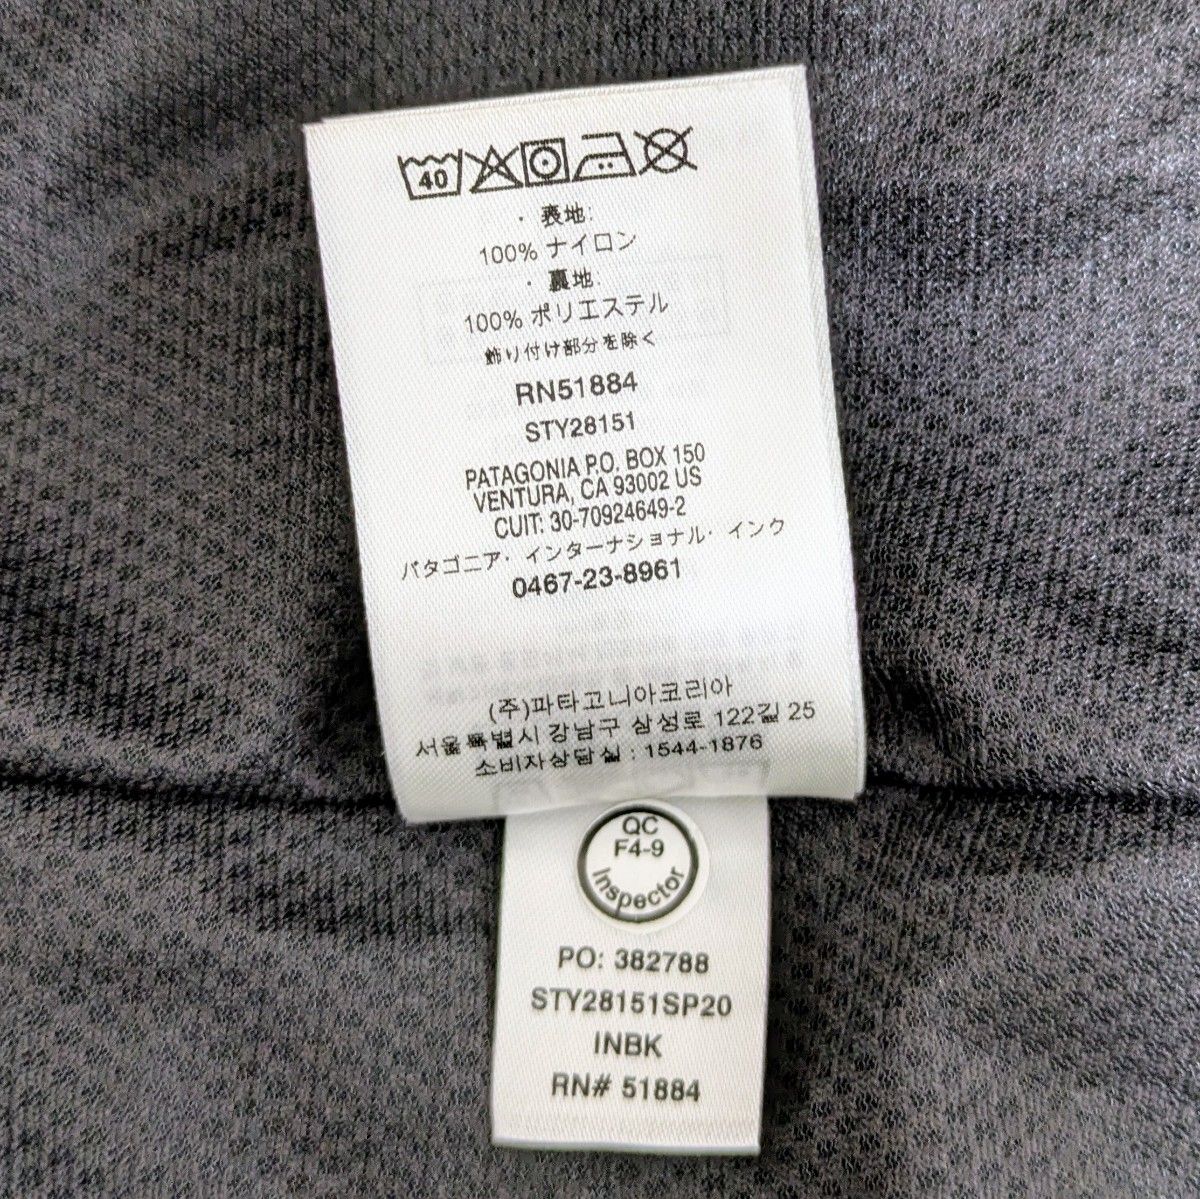 40
・ 表地:
100% ナイロン
・ 裏地:
100% ポリエステル
飾り付け部分を除く
RN51884
STY28151
PATAGONIA P.O. BOX 150
VENTURA, CA 93002 US
CUIT: 30-70924649-2
パタゴニア・インターナショナル・インク
0467-23-8961
(주)파타고니아코리아
서울특별시 강남구 삼성로 122길 25
소비자상담실 : 1544-1876
QC
F4-9
Inspector
PO: 382788
STY28151SP20
INBK
RN# 51884